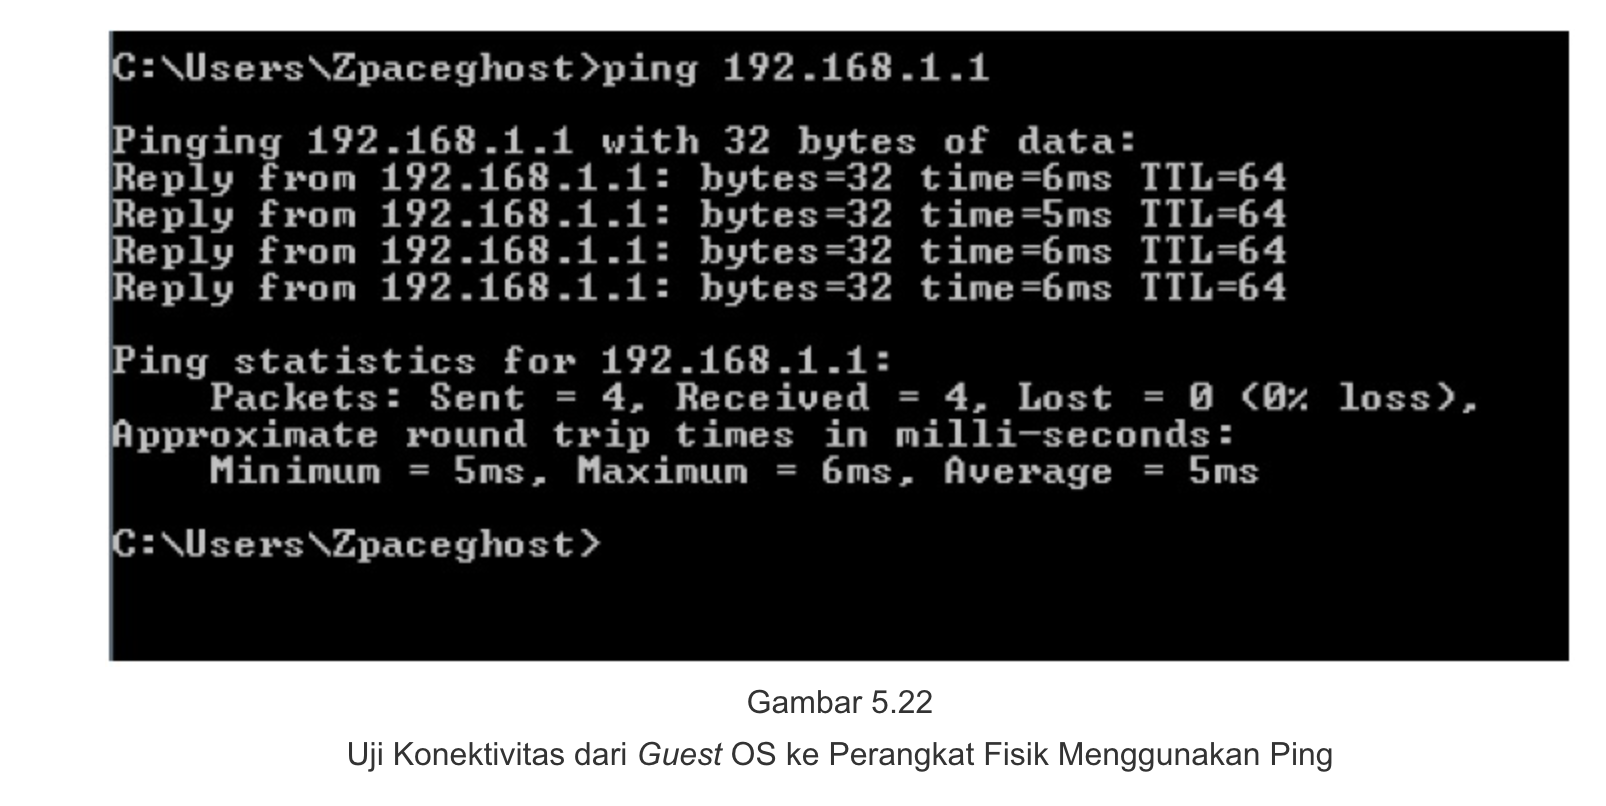 C:\Users\Zpaceghost>ping 192.168.1.1
Pinging 192.168.1.1 with 32 bytes of data:
Reply from 192.168.1.1: bytes=32 time=6ms TTL=64
Reply from 192.168.1.1: bytes=32 time=5ms TTL=64
Reply from 192.168.1.1: bytes=32 time=6ms TTL=64
Reply from 192.168.1.1: bytes=32 time=6ms TTL=64
Ping statistics for 192.168.1.1:
Packets: Sent = 4, Received = 4, Lost = 0 (0% loss),
Approximate round trip times in milli-seconds:
Minimum = 5ms, Maximum = 6ms, Average = 5ms
C:\Users\Zpaceghost>
Gambar 5.22
Uji Konektivitas dari Guest OS ke Perangkat Fisik Menggunakan Ping